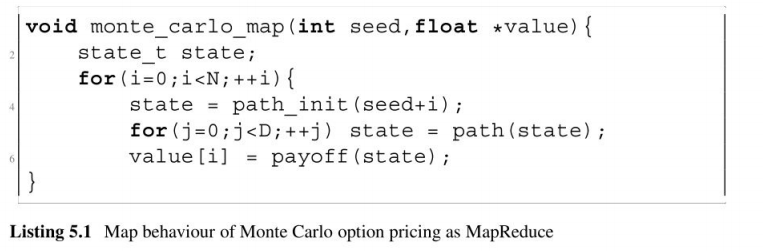 void monte_carlo_map(int seed,float *value){
2 state_t state;
for(i=0;i<N;++i){
4 state = path_init(seed+i);
for(j=0;j<D;++j) state = path(state);
6 value[i] = payoff(state);
}
Listing 5.1 Map behaviour of Monte Carlo option pricing as MapReduce